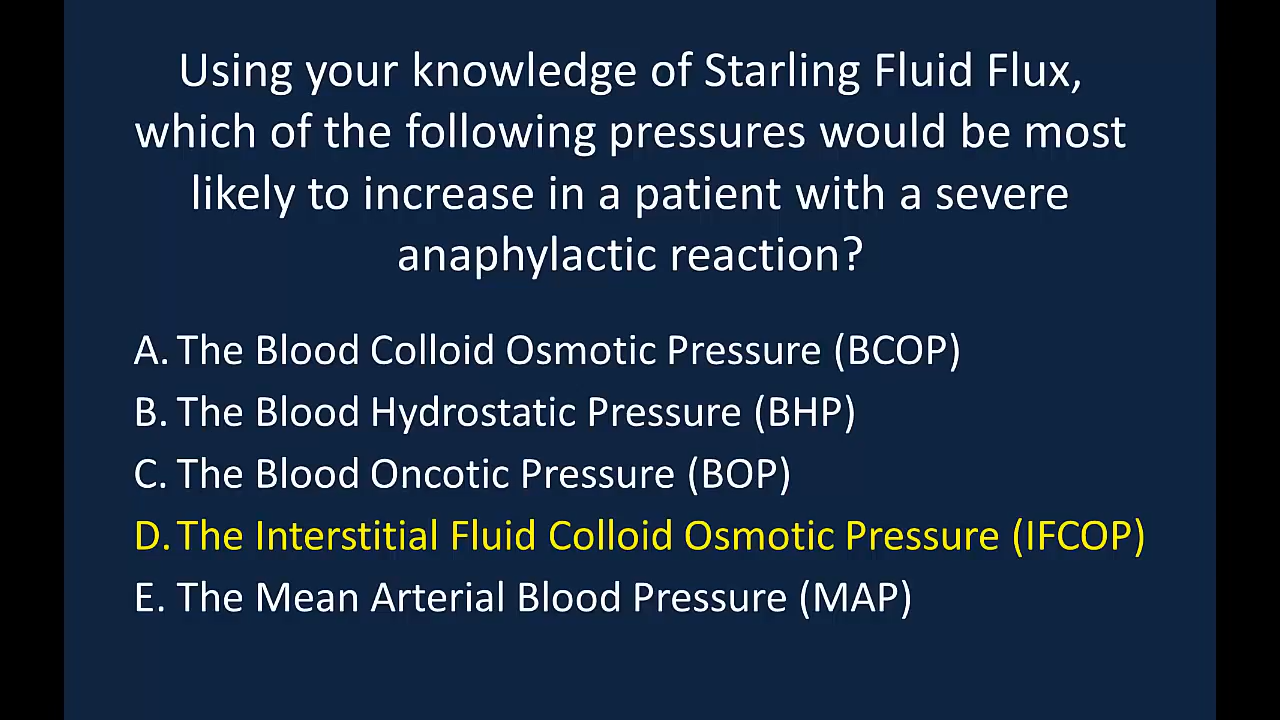 Using your knowledge of Starling Fluid Flux,
which of the following pressures would be most
likely to increase in a patient with a severe
anaphylactic reaction?
A. The Blood Colloid Osmotic Pressure (BCOP)
B. The Blood Hydrostatic Pressure (BHP)
C. The Blood Oncotic Pressure (BOP)
D. The Interstitial Fluid Colloid Osmotic Pressure (IFCOP)
E. The Mean Arterial Blood Pressure (MAP)